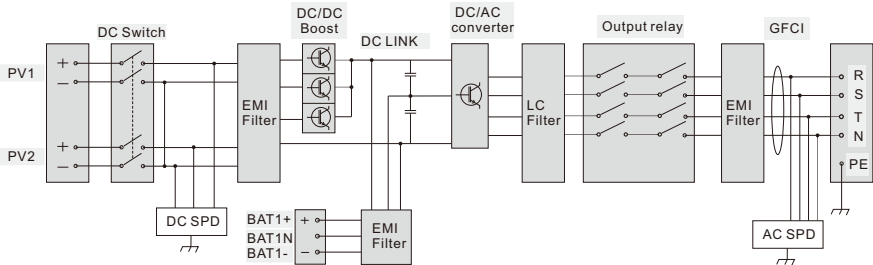 DC Switch
DC/DC
Boost
DC LINK
DC/AC
converter
Output relay
GFCI
PV1
+
−
PV2
+
−
EMI
Filter
LC
Filter
EMI
Filter
R
S
T
N
PE
DC SPD
BAT1+
BAT1N
BAT1-
+
−
EMI
Filter
AC SPD